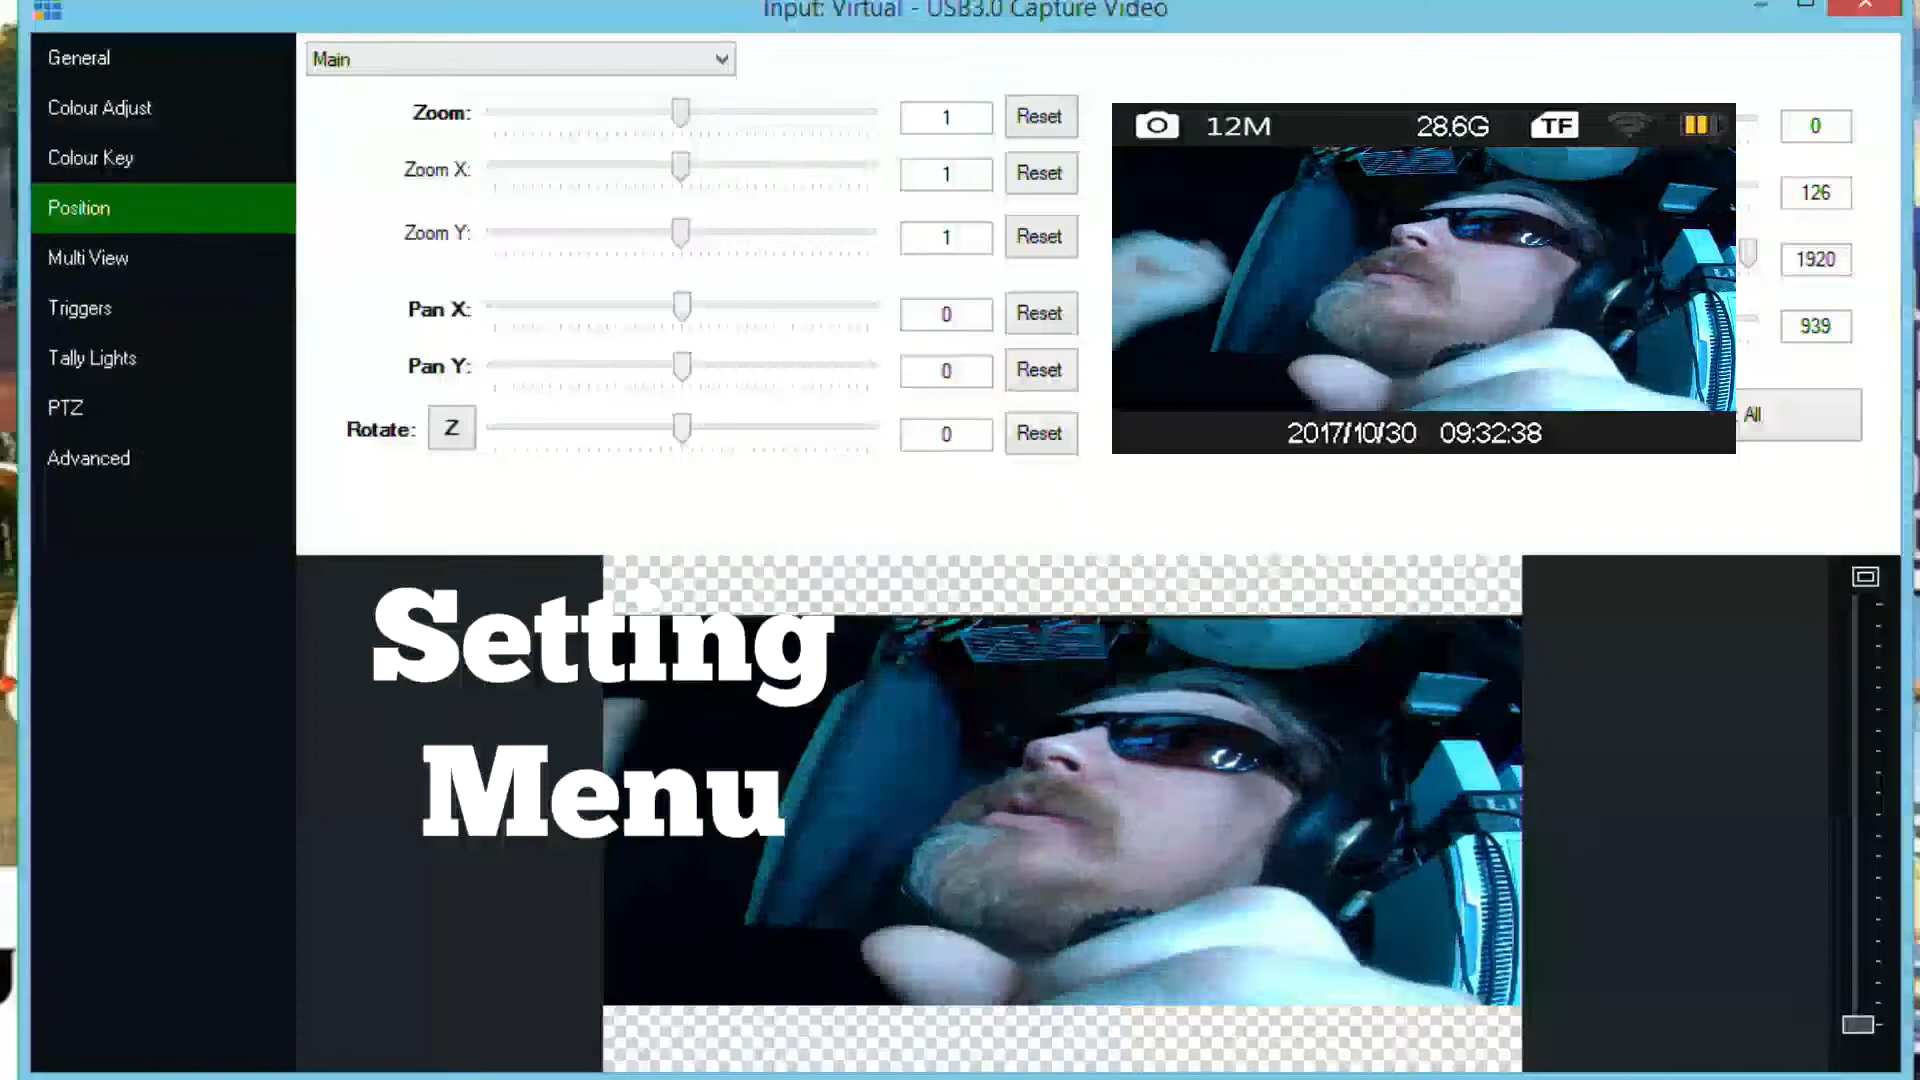 Input: Virtual - USB3.0 Capture Video
General
Colour Adjust
Colour Key
Position
Multi View
Triggers
Tally Lights
PTZ
Advanced
Main
Zoom: 1 Reset
Zoom X: 1 Reset
Zoom Y: 1 Reset
Pan X: 0 Reset
Pan Y: 0 Reset
Rotate: Z 0 Reset
12M 28.6G TF
2017/10/30 09:32:38
0
126
1920
939
All
Setting
Menu